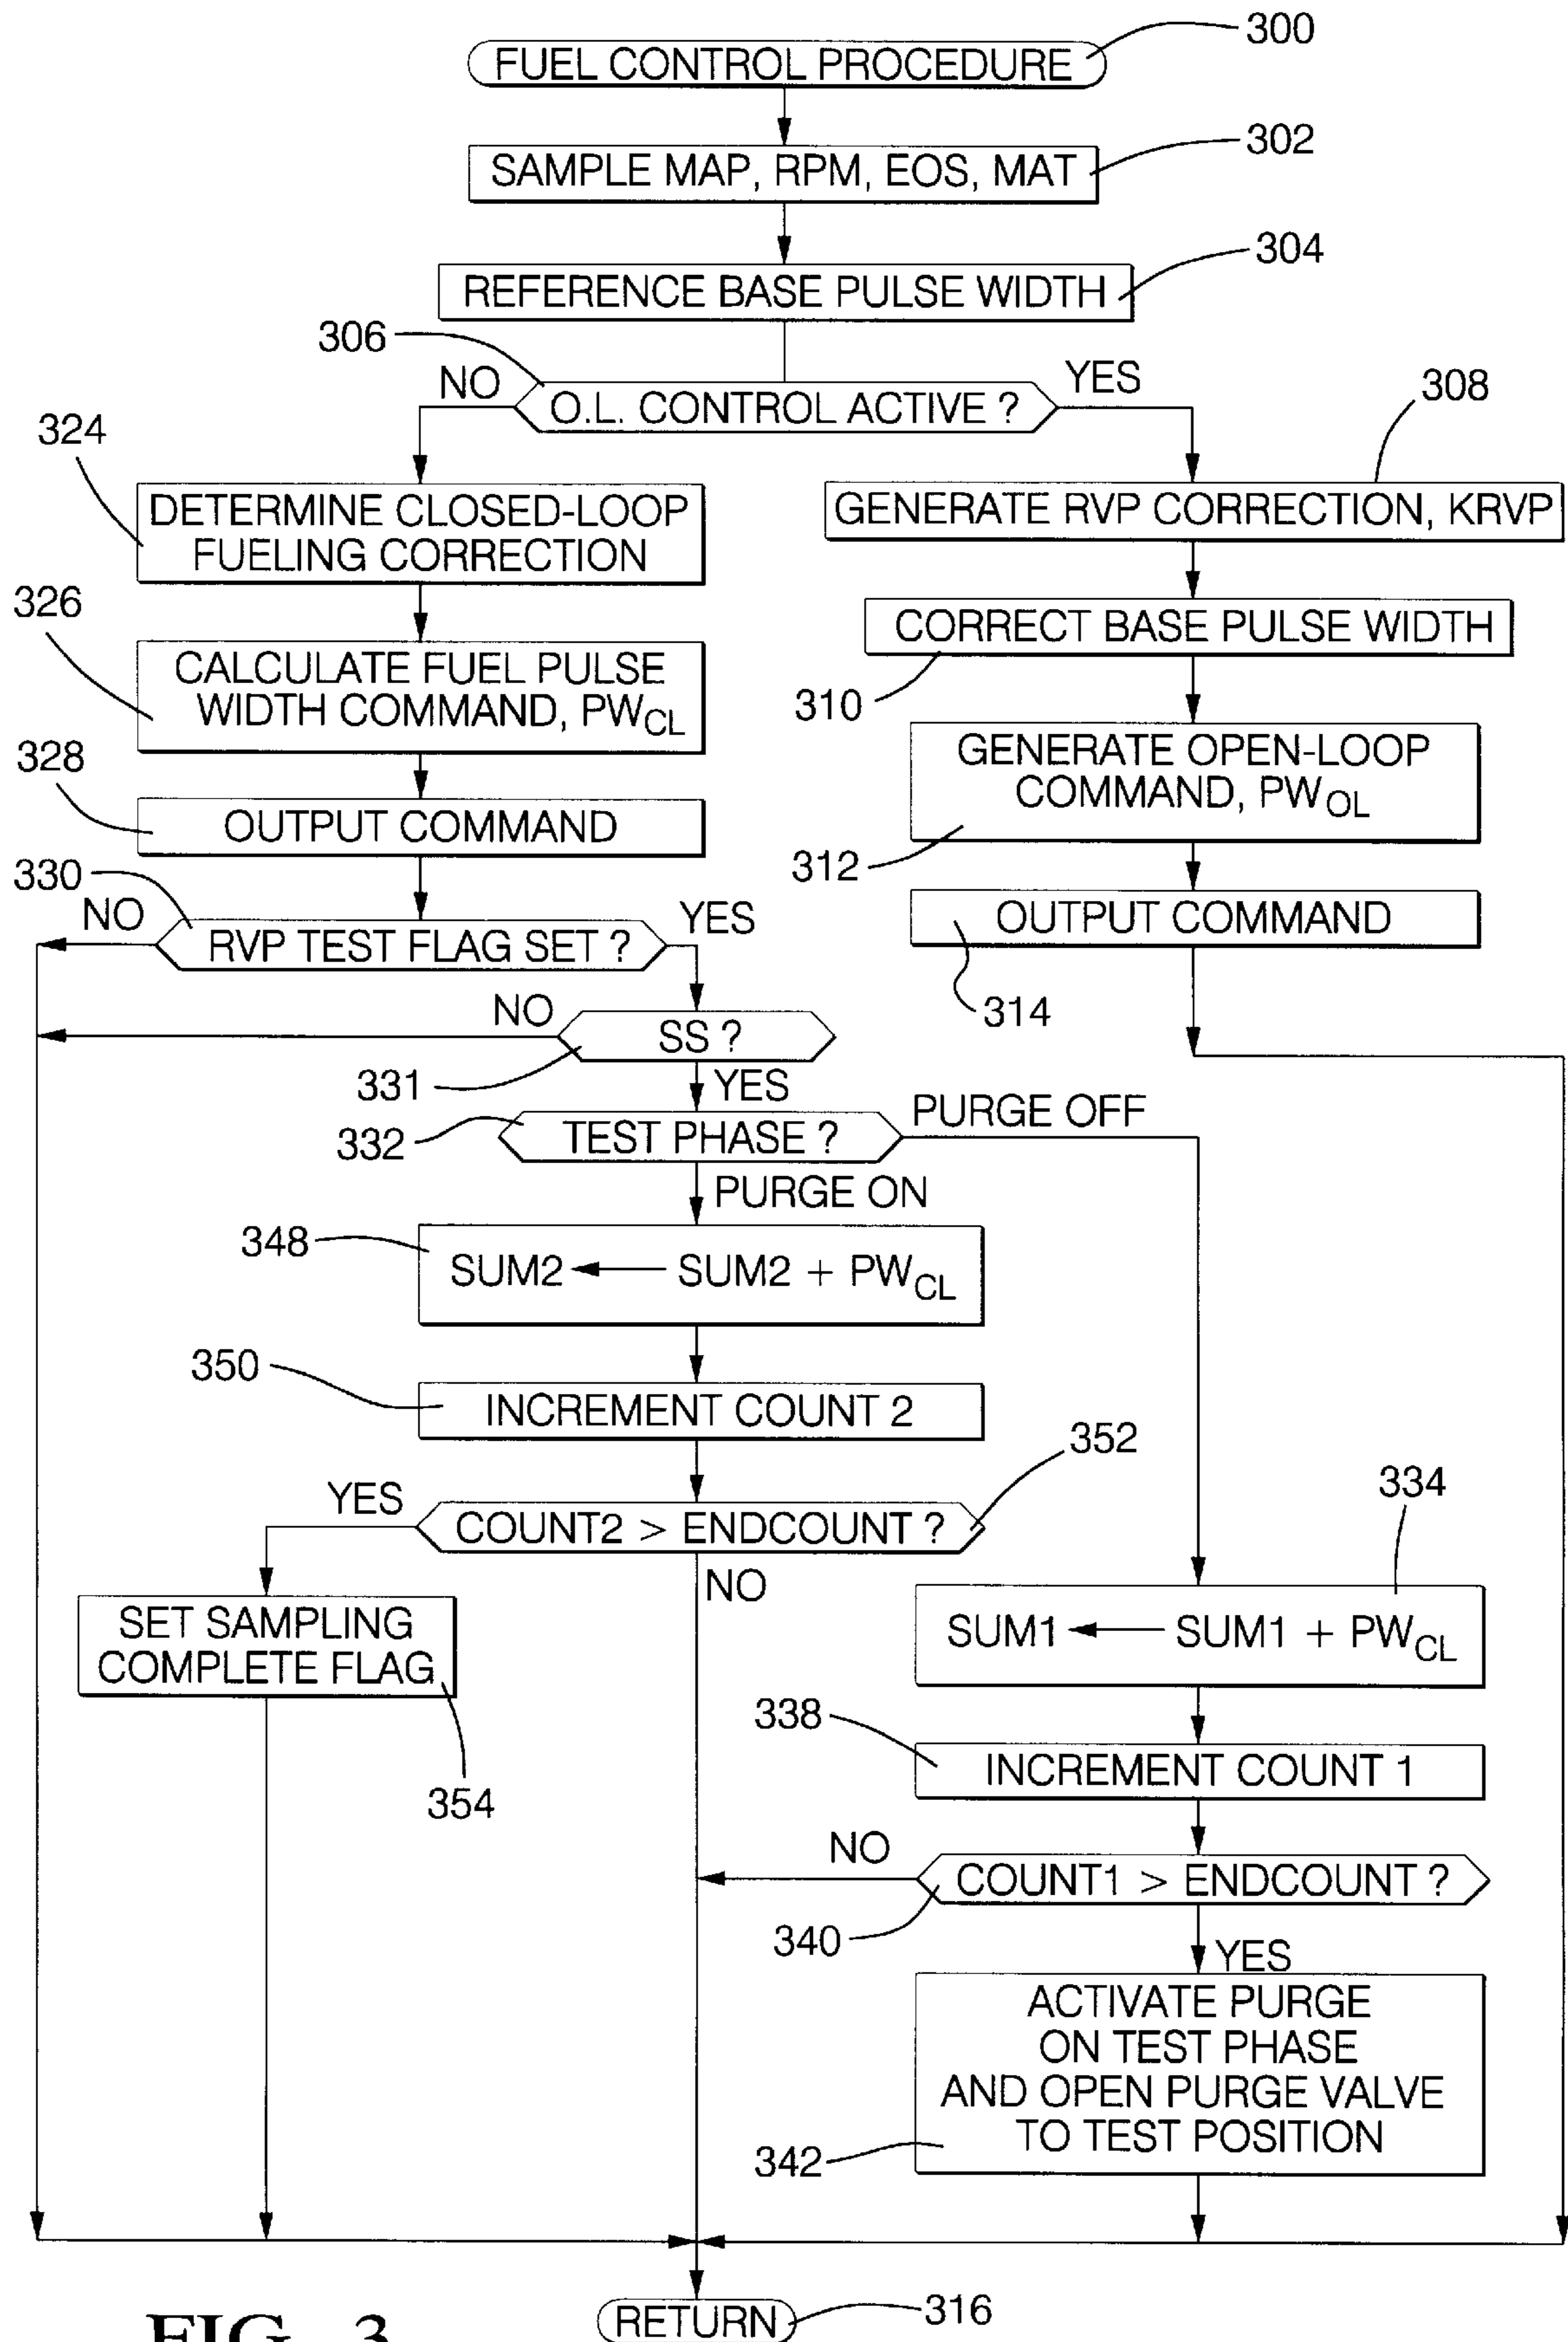 300
FUEL CONTROL PROCEDURE
302
SAMPLE MAP, RPM, EOS, MAT
304
REFERENCE BASE PULSE WIDTH
306
NO
O.L. CONTROL ACTIVE ?
YES
308
324
DETERMINE CLOSED-LOOP
FUELING CORRECTION
GENERATE RVP CORRECTION, KRVP
326
CALCULATE FUEL PULSE
WIDTH COMMAND, PWCL
CORRECT BASE PULSE WIDTH
310
GENERATE OPEN-LOOP
COMMAND, PWOL
312
328
OUTPUT COMMAND
OUTPUT COMMAND
314
330
NO
RVP TEST FLAG SET ?
YES
NO
SS ?
331
YES
332
TEST PHASE ?
PURGE OFF
PURGE ON
348
SUM2 ← SUM2 + PWCL
350
INCREMENT COUNT 2
352
YES
COUNT2 > ENDCOUNT ?
NO
334
SET SAMPLING
COMPLETE FLAG
354
SUM1 ← SUM1 + PWCL
338
INCREMENT COUNT 1
NO
COUNT1 > ENDCOUNT ?
340
YES
ACTIVATE PURGE
ON TEST PHASE
AND OPEN PURGE VALVE
TO TEST POSITION
342
RETURN
316
FIG. 3